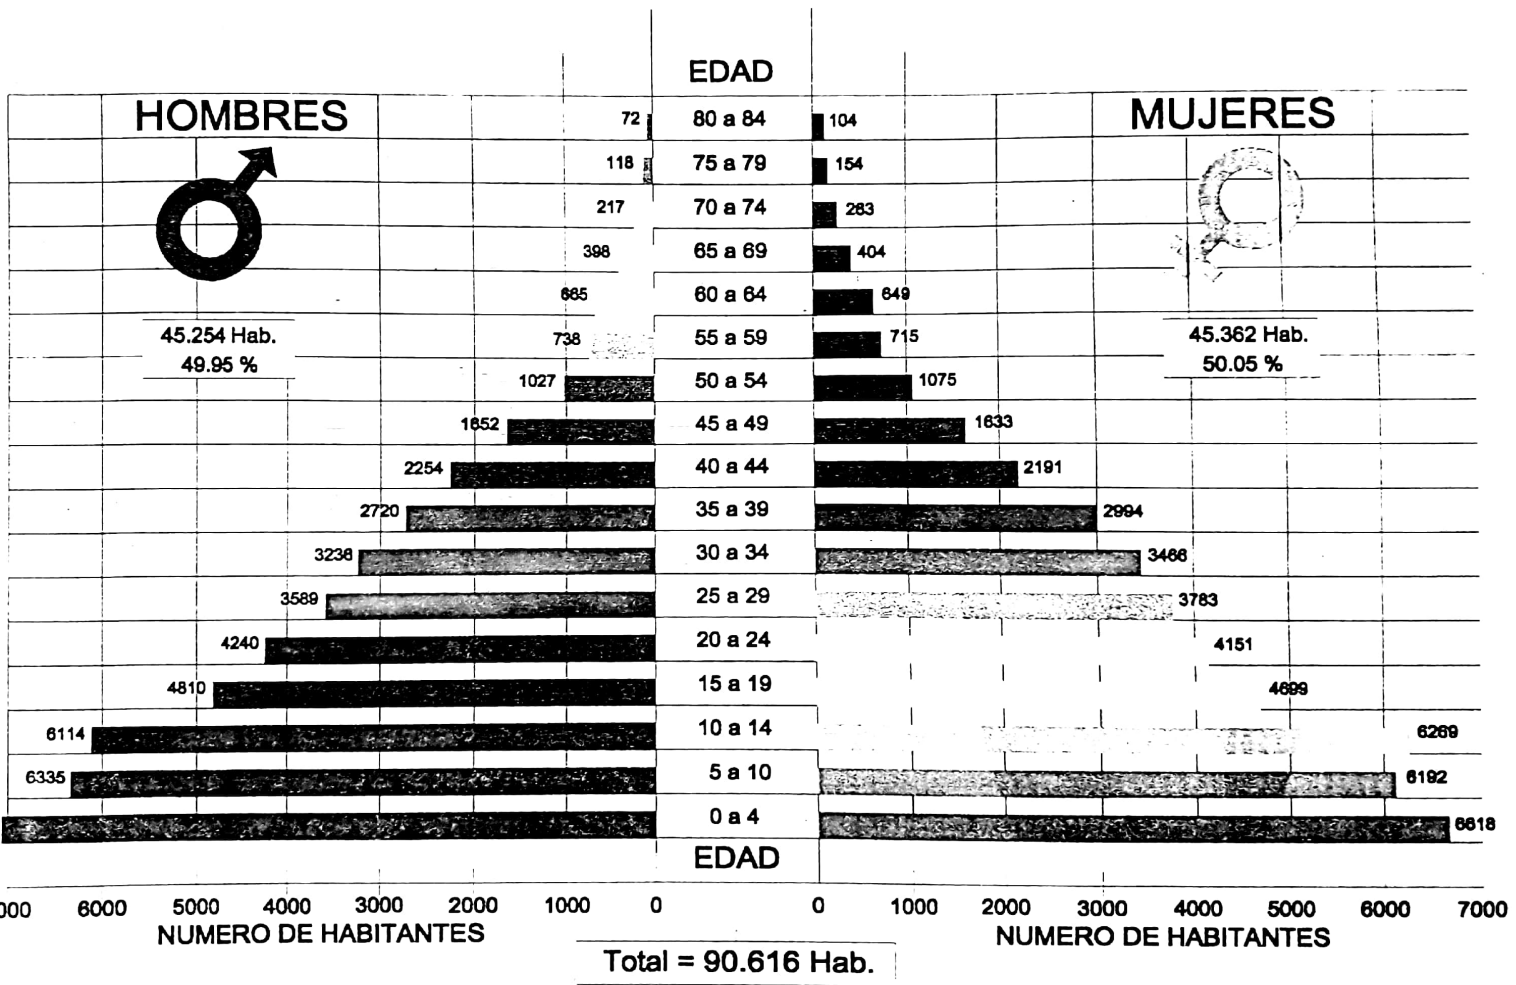 EDAD
HOMBRES
MUJERES
72 80 a 84 104
118 75 a 79 154
217 70 a 74 263
398 65 a 69 404
665 60 a 64 649
45.254 Hab.
49.95 %
45.362 Hab.
50.05 %
738 55 a 59 715
1027 50 a 54 1075
1652 45 a 49 1633
2254 40 a 44 2191
2720 35 a 39 2994
3236 30 a 34 3466
3589 25 a 29 3783
4240 20 a 24 4151
4810 15 a 19 4699
6114 10 a 14 6269
6335 5 a 10 6192
0 a 4 6618
EDAD
000 6000 5000 4000 3000 2000 1000 0
0 1000 2000 3000 4000 5000 6000 7000
NUMERO DE HABITANTES
NUMERO DE HABITANTES
Total = 90.616 Hab.